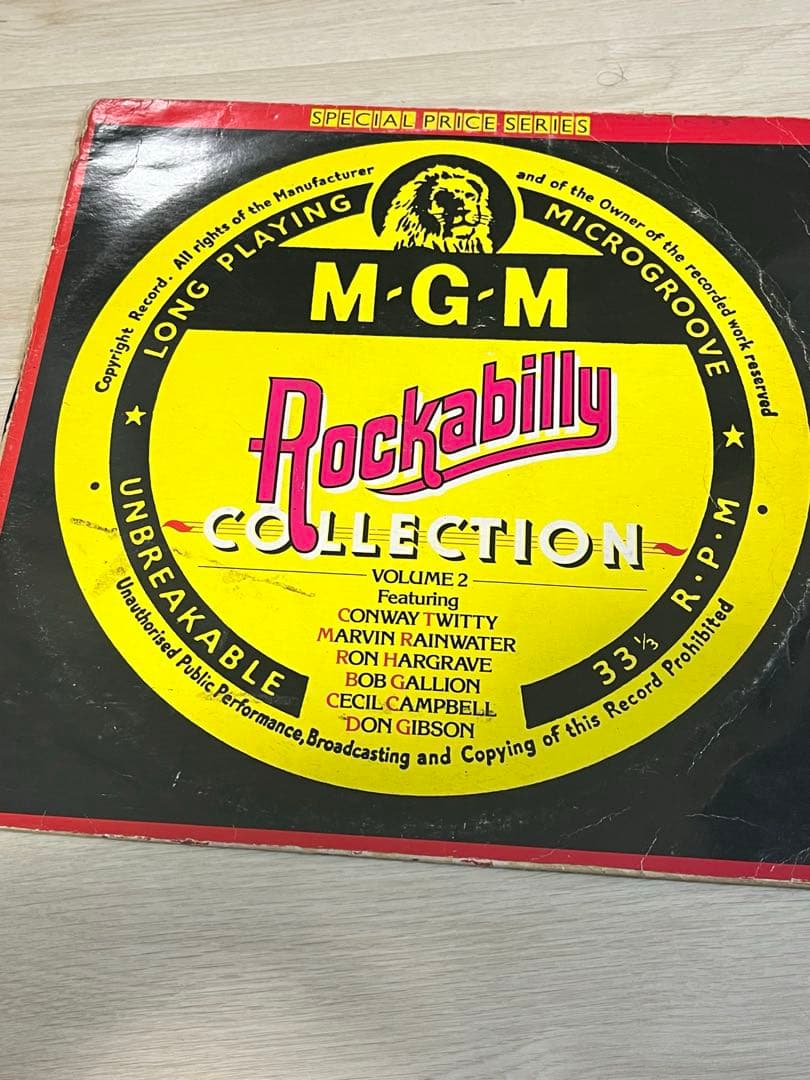 SPECIAL PRICE SERIES
Copyright Record. All rights of the Manufacturer and of the Owner of the recorded work reserved
LONG PLAYING MICROGROOVE
M-G-M
Rockabilly
COLLECTION
VOLUME 2
Featuring
CONWAY TWITTY
MARVIN RAINWATER
RON HARGRAVE
BOB GALLION
CECIL CAMPBELL
DON GIBSON
UNBREAKABLE
33⅓ R·P·M
Unauthorised Public Performance, Broadcasting and Copying of this Record Prohibited